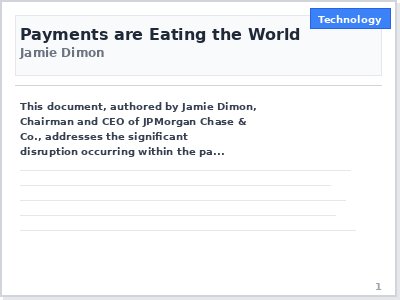 Technology
Payments are Eating the World
Jamie Dimon
This document, authored by Jamie Dimon,
Chairman and CEO of JPMorgan Chase &
Co., addresses the significant
disruption occurring within the pa...
1